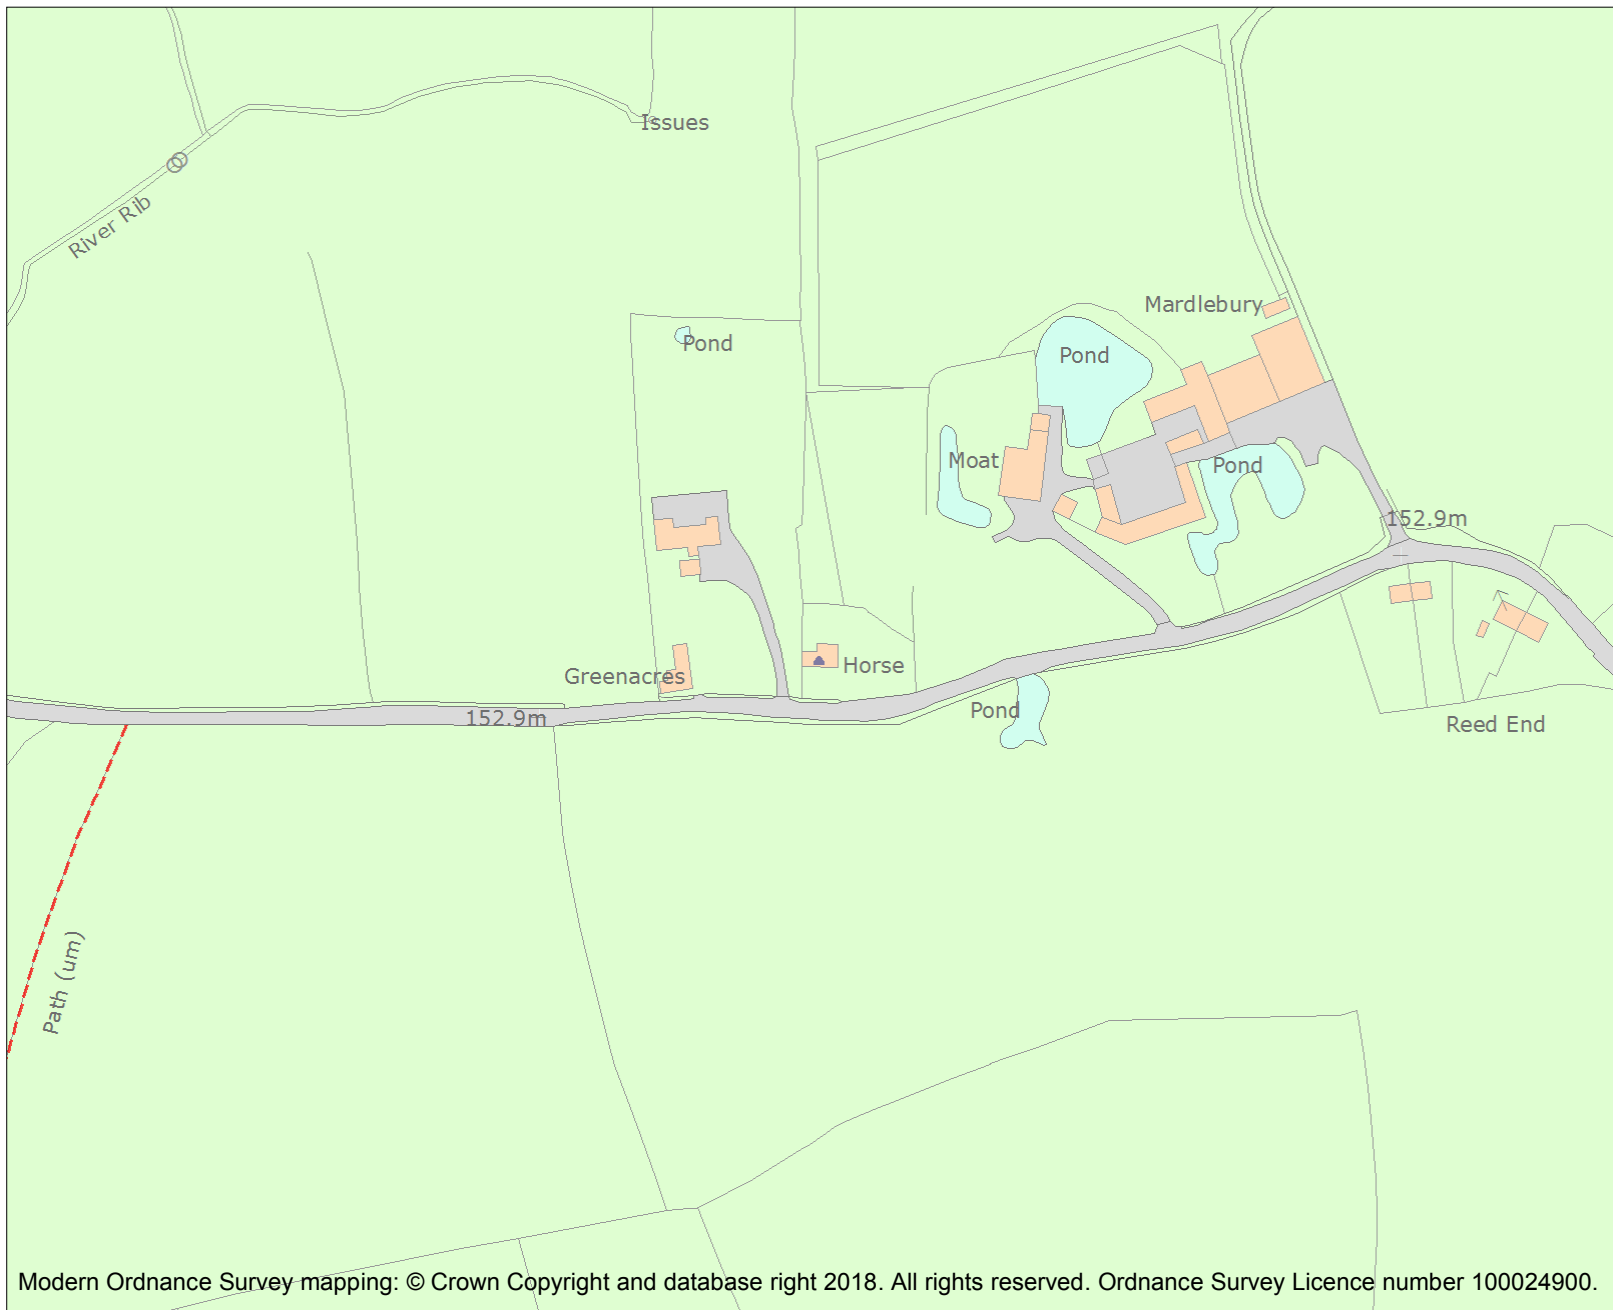 Issues
River Rib
Mardlebury
Pond
Pond
Moat
Pond
152.9m
Horse
Greenacres
Pond
152.9m
Reed End
Path (um)
Modern Ordnance Survey mapping: © Crown Copyright and database right 2018. All rights reserved. Ordnance Survey Licence number 100024900.